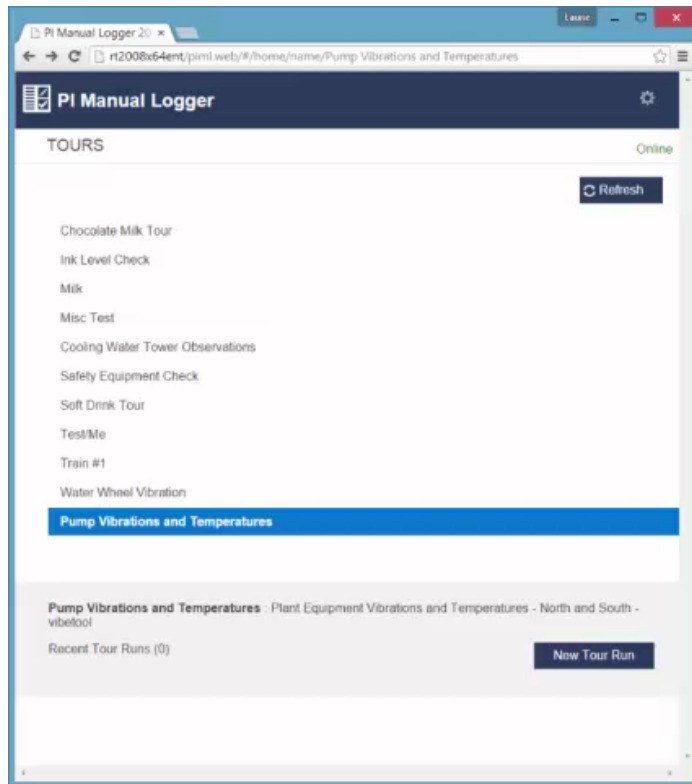 PI Manual Logger 20
rt2008x64ent/piml.web/#/home/name/Pump Vibrations and Temperatures
PI Manual Logger
TOURS
Online
Refresh
Chocolate Milk Tour
Ink Level Check
Milk
Misc Test
Cooling Water Tower Observations
Safety Equipment Check
Soft Drink Tour
Test/Me
Train #1
Water Wheel Vibration
Pump Vibrations and Temperatures
Pump Vibrations and Temperatures : Plant Equipment Vibrations and Temperatures - North and South -
vibetool
Recent Tour Runs (0)
New Tour Run